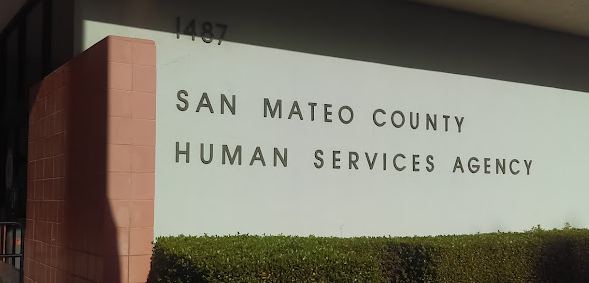 1487
SAN MATEO COUNTY
HUMAN SERVICES AGENCY